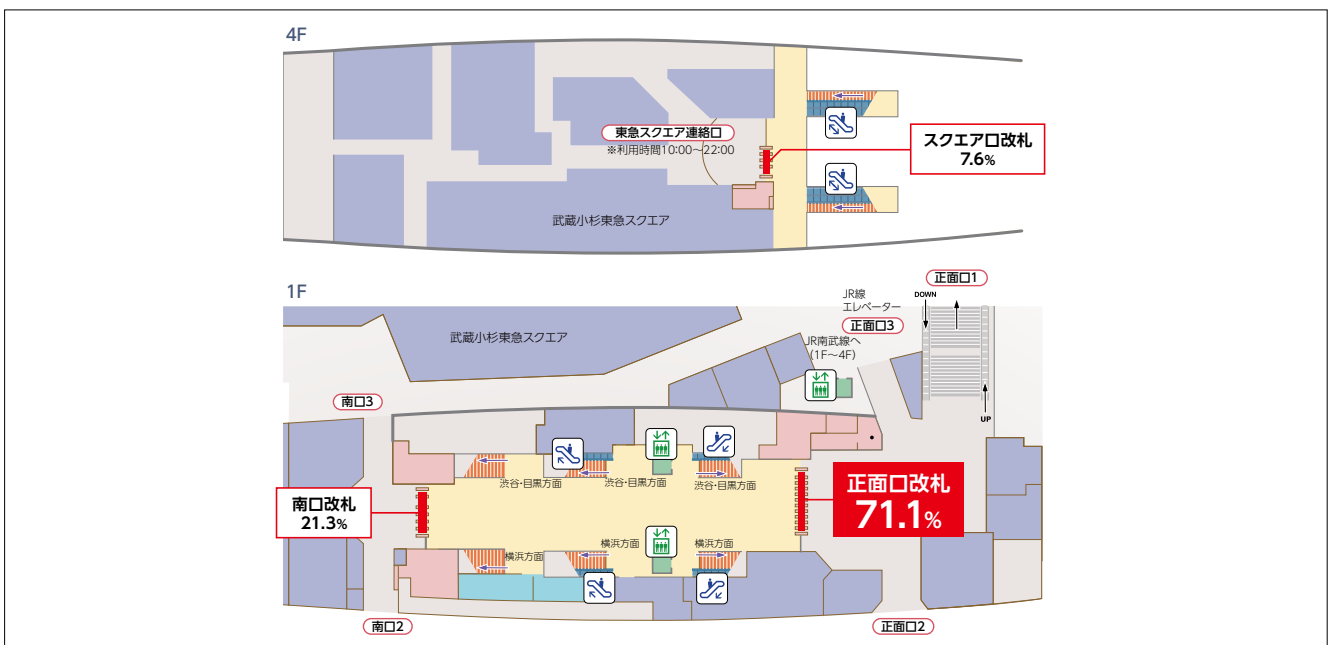 4F
東急スクエア連絡口
※利用時間10:00～22:00
スクエア口改札
7.6%
武蔵小杉東急スクエア
1F
正面口1
JR線
エレベーター
DOWN
正面口3
武蔵小杉東急スクエア
JR南武線へ
(1F～4F)
南口3
UP
渋谷・目黒方面
渋谷・目黒方面
渋谷・目黒方面
南口改札
21.3%
正面口改札
71.1%
横浜方面
横浜方面
横浜方面
南口2
正面口2